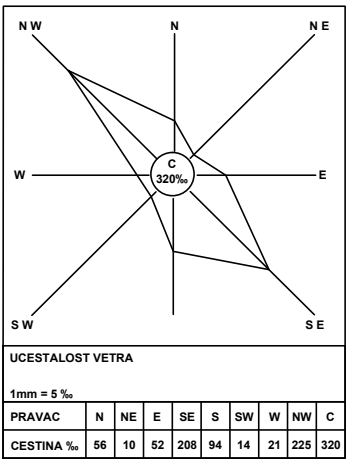 N W N N E
C
320‰
W E
S W S E
UCESTALOST VETRA
1mm = 5 ‰
PRAVAC N NE E SE S SW W NW C
CESTINA ‰ 56 10 52 208 94 14 21 225 320